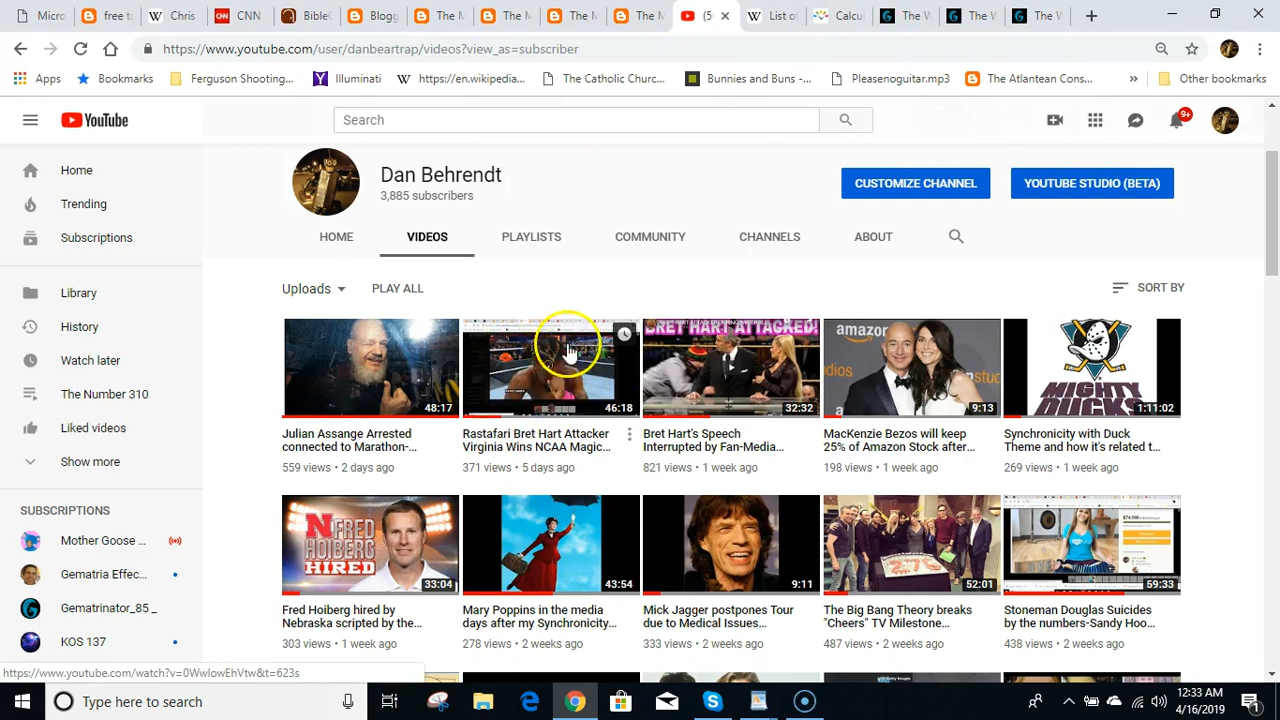 Micro
free to
Chris
CNN
BibleG
Blogg
The M
The M
The M
The M
(5
List of
Calcul
The W
The W
The W
https://www.youtube.com/user/danbeartrap/videos?view_as=subscriber
Apps
Bookmarks
Ferguson Shooting...
Illuminati
https://en.wikipedia...
The Catholic Churc...
Bunnies and Buns -...
Pleasenoguitar.mp3
The Atlantean Cons...
»
Other bookmarks
YouTube
Search
9+
Home
Trending
Subscriptions
Library
History
Watch later
The Number 310
Liked videos
Show more
SUBSCRIPTIONS
Mother Goose ...
Gematria Effec...
Gematrinator_85_
KOS 137
Dan Behrendt
3,885 subscribers
CUSTOMIZE CHANNEL
YOUTUBE STUDIO (BETA)
HOME
VIDEOS
PLAYLISTS
COMMUNITY
CHANNELS
ABOUT
Uploads
PLAY ALL
SORT BY
48:17
Julian Assange Arrested
connected to Marathon-...
559 views • 2 days ago
46:18
Rastafari Bret Hart Attacker
Virginia Wins NCAA Magic...
371 views • 5 days ago
BRET HART ATTACKED!
32:32
Bret Hart's Speech
Interrupted by Fan-Media...
821 views • 1 week ago
amazon
9:13
MacKenzie Bezos will keep
25% of Amazon Stock after...
198 views • 1 week ago
MIGHTY
DUCKS
1:11:02
Synchronicity with Duck
Theme and how it's related t...
269 views • 1 week ago
FRED
HOIBERG
HIRED
33:04
Fred Hoiberg hired by
Nebraska scripted by the...
303 views • 1 week ago
43:54
Mary Poppins in the media
days after my Synchronicity...
278 views • 2 weeks ago
9:11
Mick Jagger postpones Tour
due to Medical Issues...
333 views • 2 weeks ago
52:01
The Big Bang Theory breaks
"Cheers" TV Milestone...
487 views • 2 weeks ago
59:33
Stoneman Douglas Suicides
by the numbers-Sandy Hoo...
438 views • 2 weeks ago
https://www.youtube.com/watch?v=0WwIowEhVtw&t=623s
Type here to search
12:33 AM
4/16/2019
1